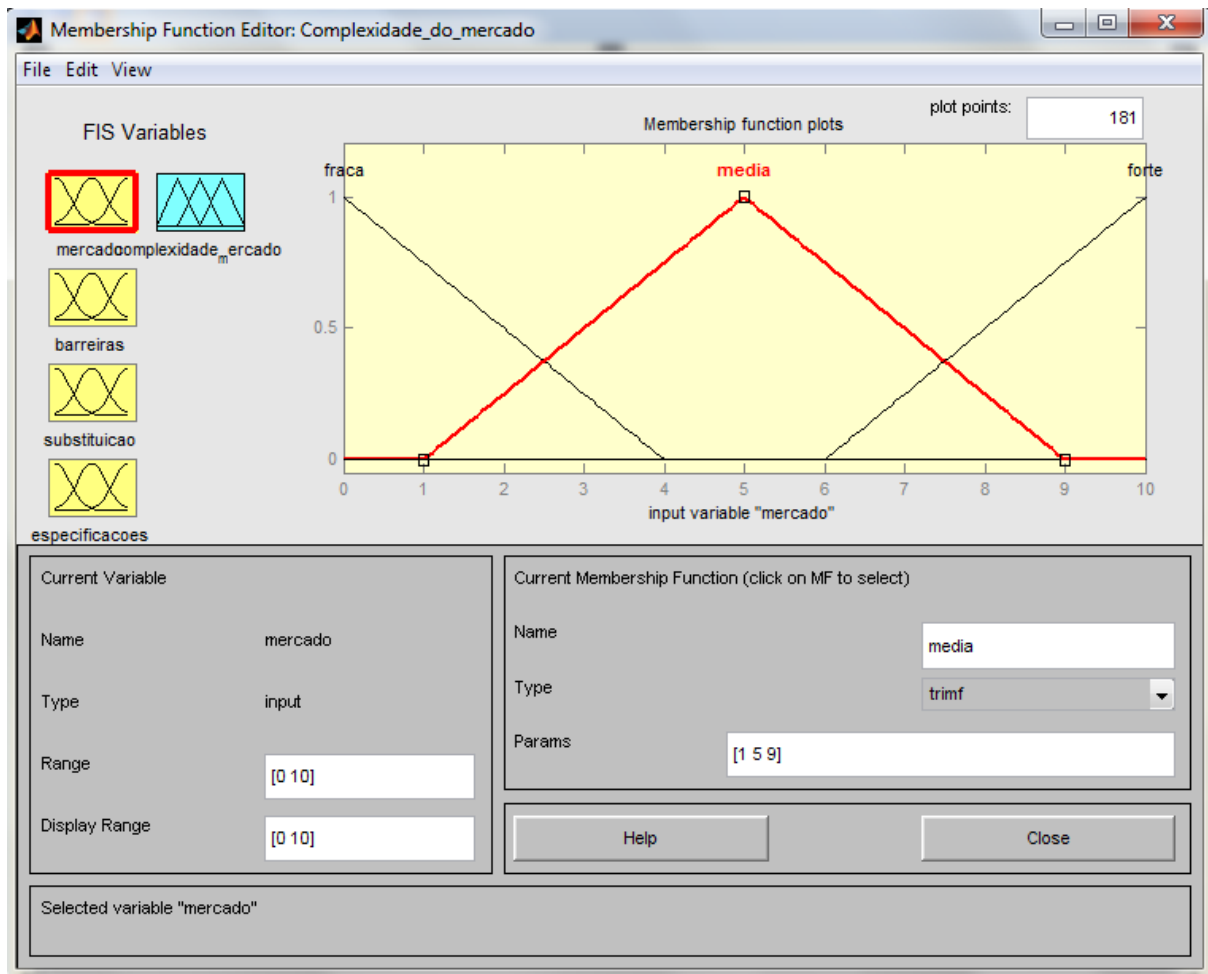 Membership Function Editor: Complexidade_do_mercado
File Edit View
FIS Variables
Membership function plots
plot points:
181
mercado
complexidade_mercado
barreiras
substituicao
especificacoes
fraca
media
forte
1
0.5
0
0 1 2 3 4 5 6 7 8 9 10
input variable "mercado"
Current Variable
Name mercado
Type input
Range [0 10]
Display Range [0 10]
Current Membership Function (click on MF to select)
Name media
Type trimf
Params [1 5 9]
Help Close
Selected variable "mercado"